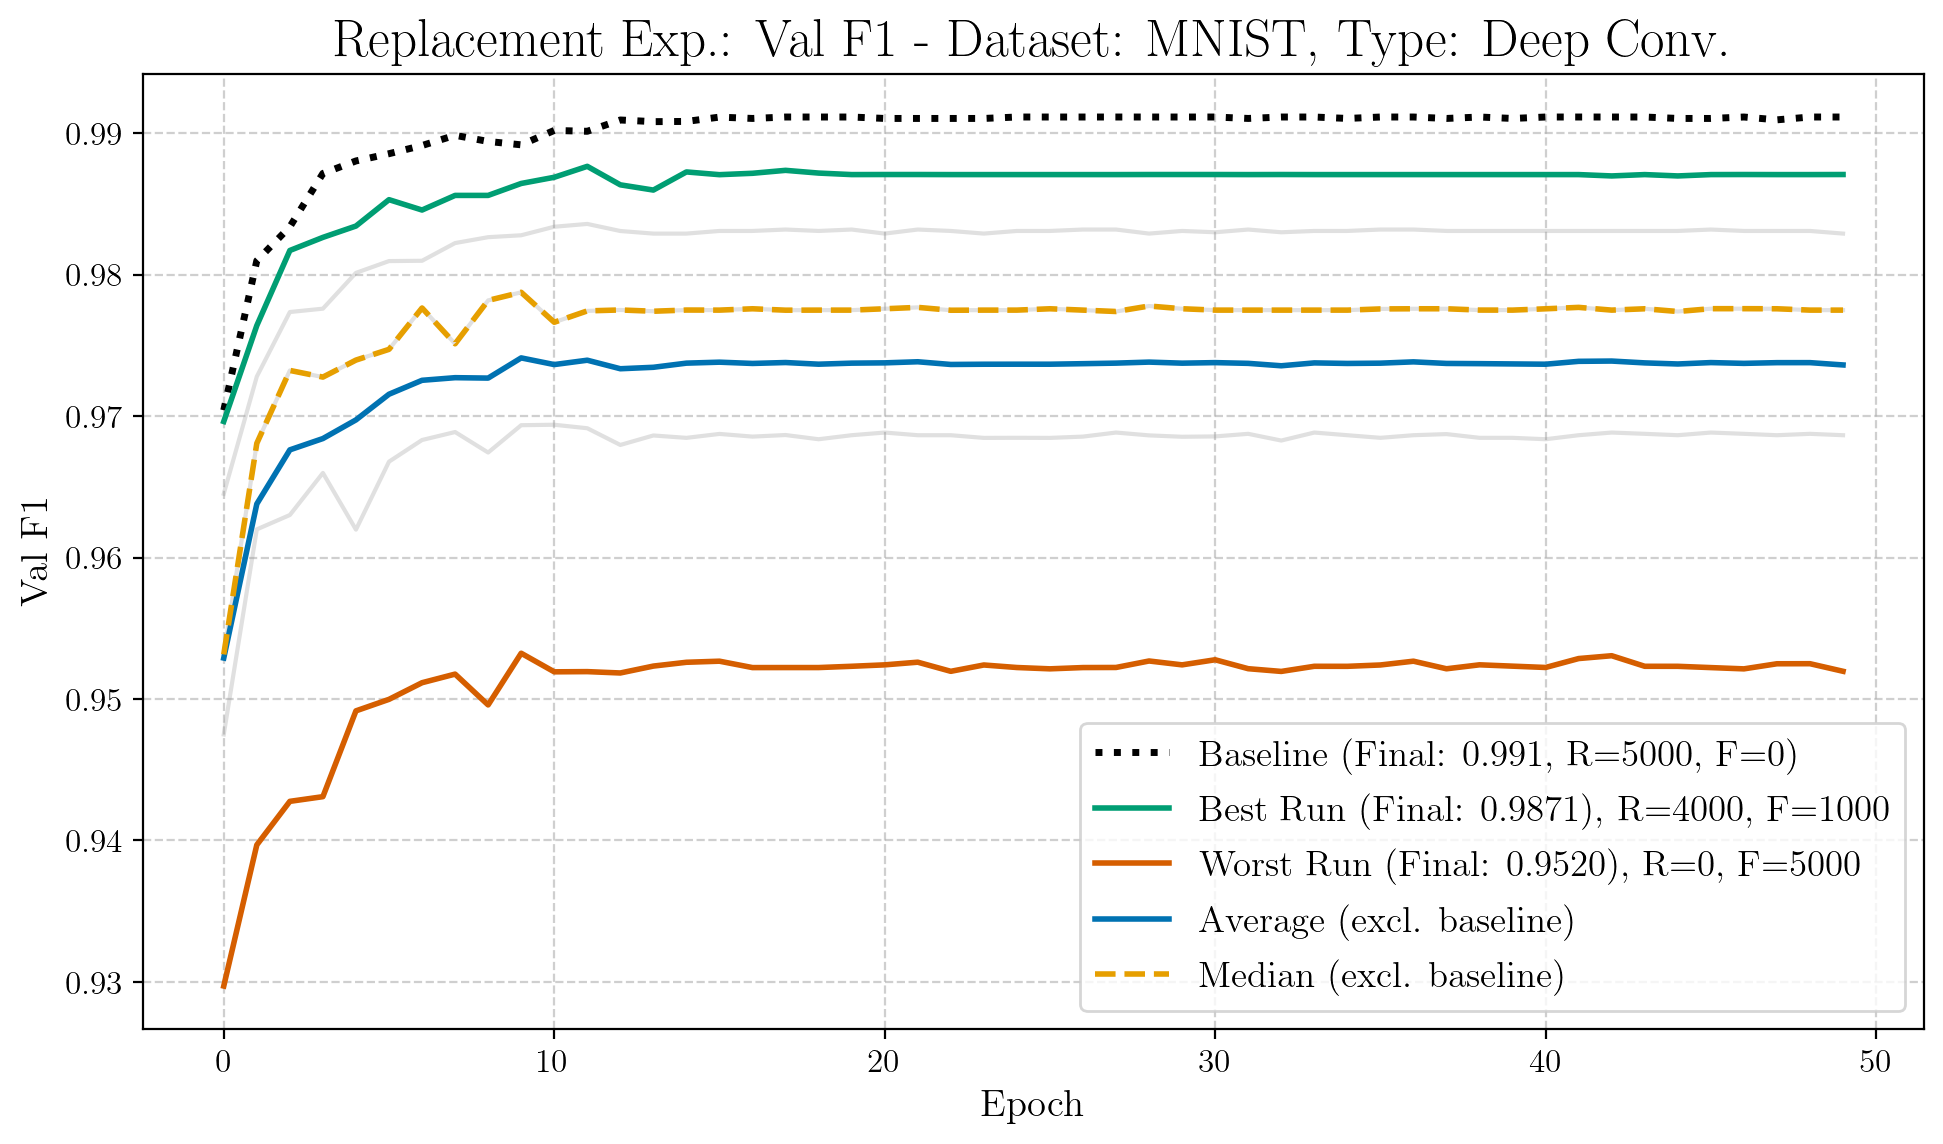 Replacement Exp.: Val F1 - Dataset: MNIST, Type: Deep Conv.
Val F1
0.99
0.98
0.97
0.96
0.95
0.94
0.93
Baseline (Final: 0.991, R=5000, F=0)
Best Run (Final: 0.9871), R=4000, F=1000
Worst Run (Final: 0.9520), R=0, F=5000
Average (excl. baseline)
Median (excl. baseline)
0 10 20 30 40 50
Epoch